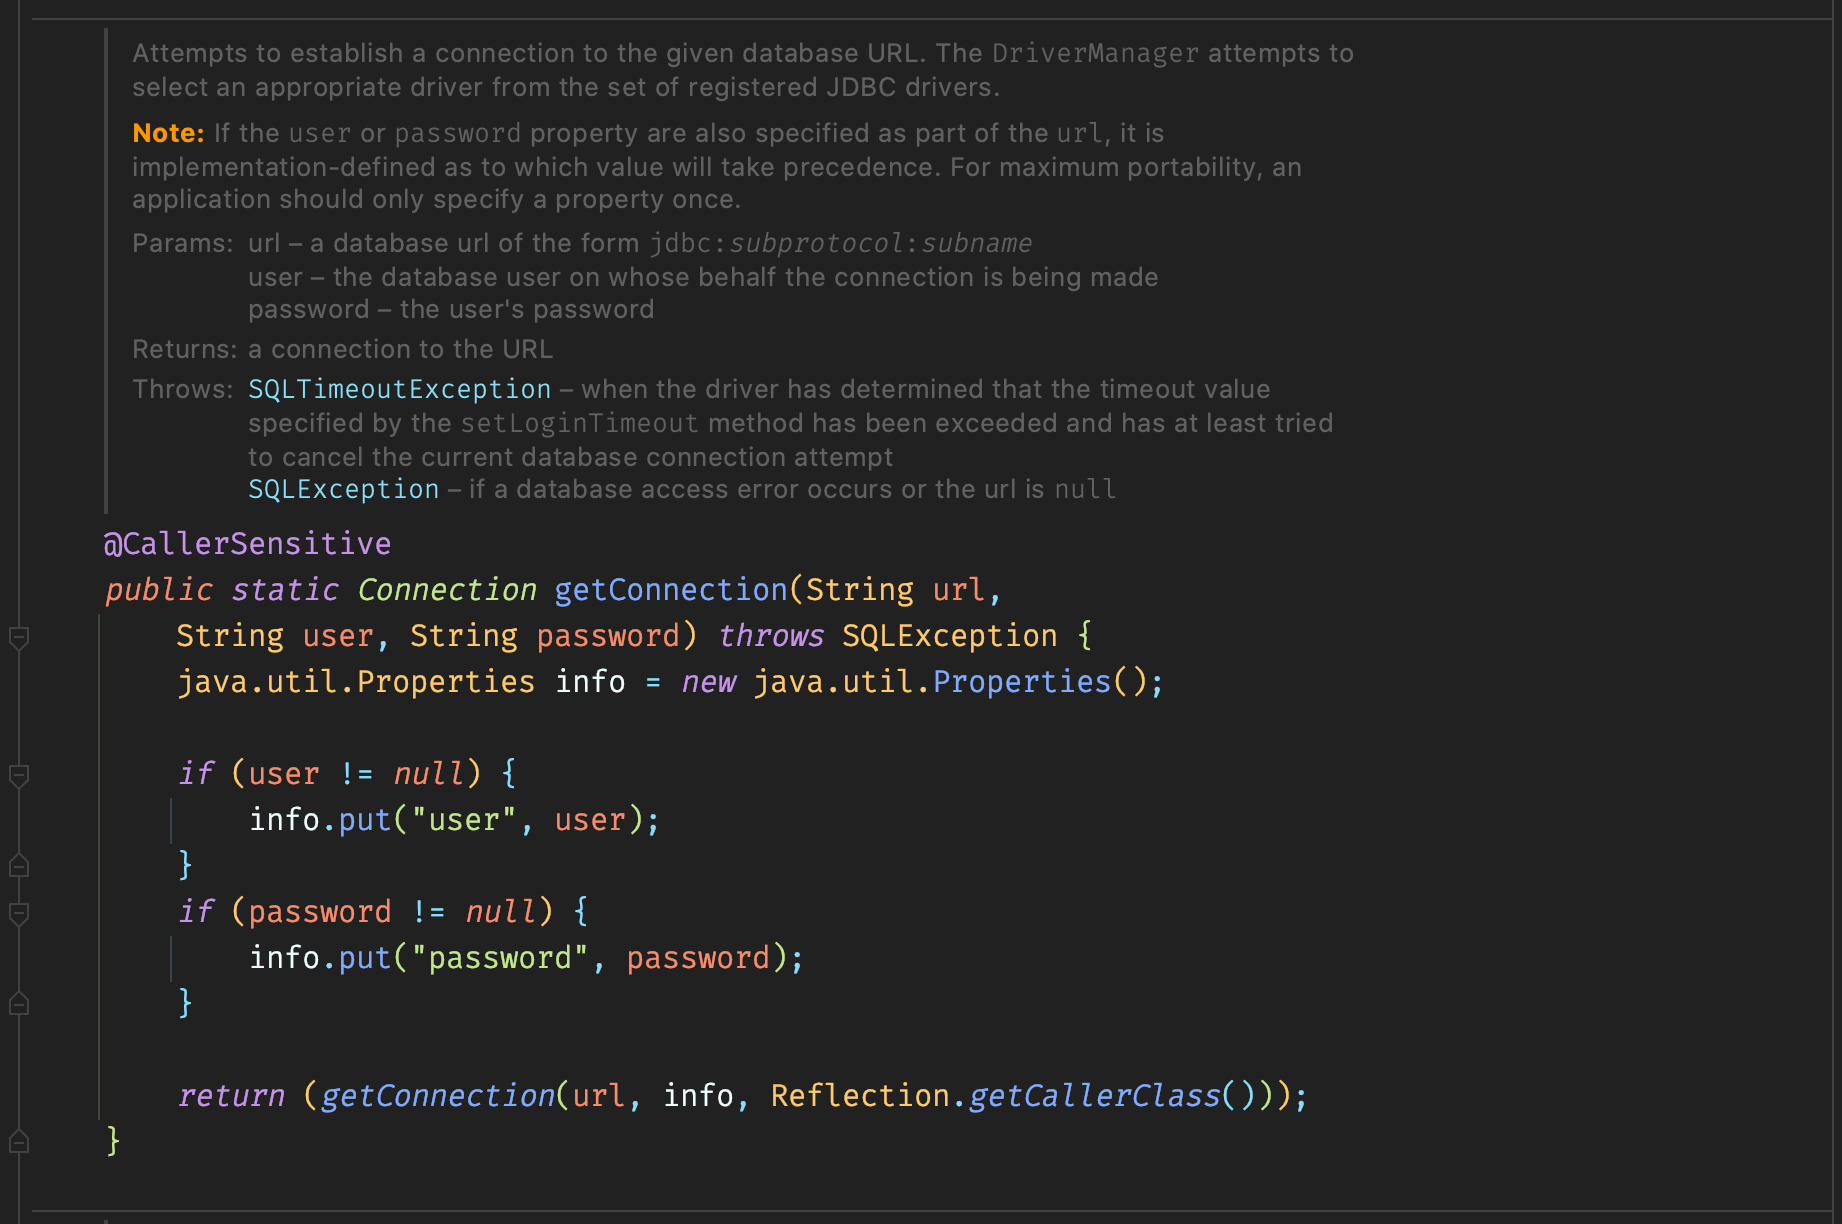 Attempts to establish a connection to the given database URL. The DriverManager attempts to
select an appropriate driver from the set of registered JDBC drivers.
Note: If the user or password property are also specified as part of the url, it is
implementation-defined as to which value will take precedence. For maximum portability, an
application should only specify a property once.
Params: url – a database url of the form jdbc:subprotocol:subname
user – the database user on whose behalf the connection is being made
password – the user's password
Returns: a connection to the URL
Throws: SQLTimeoutException – when the driver has determined that the timeout value
specified by the setLoginTimeout method has been exceeded and has at least tried
to cancel the current database connection attempt
SQLException – if a database access error occurs or the url is null
@CallerSensitive
public static Connection getConnection(String url,
    String user, String password) throws SQLException {
    java.util.Properties info = new java.util.Properties();
    if (user != null) {
        info.put("user", user);
    }
    if (password != null) {
        info.put("password", password);
    }
    return (getConnection(url, info, Reflection.getCallerClass()));
}